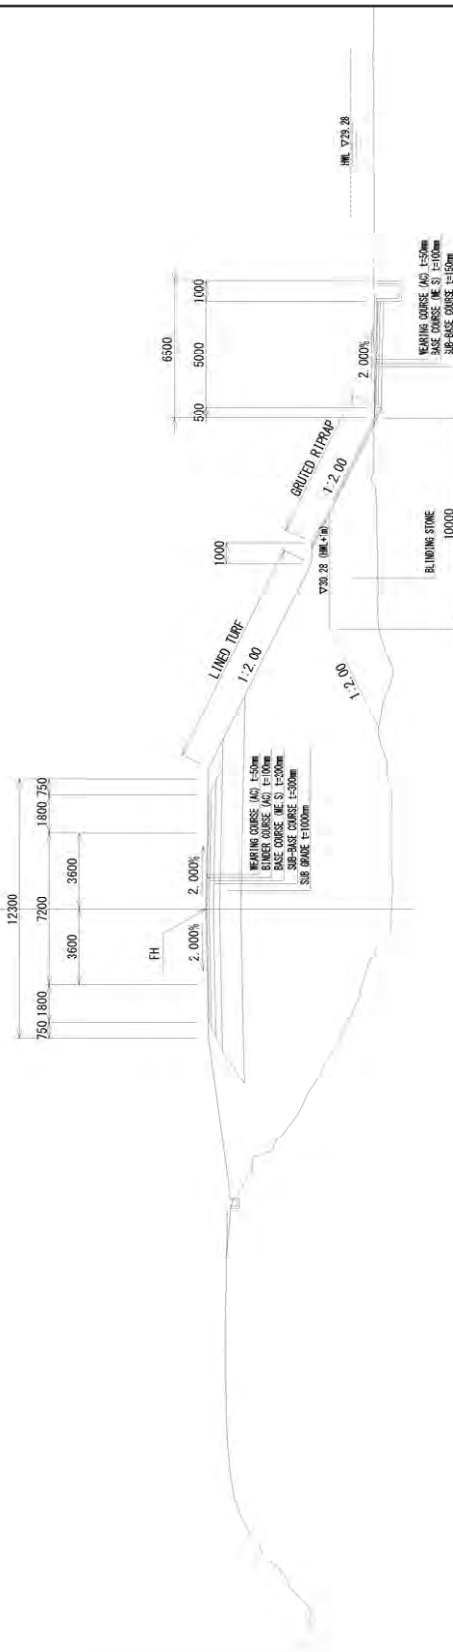 12300
750 1800 7200 1800 750
3600 3600
FH
2.000% 2.000%
WEARING COURSE (AC) t=50mm
BINDER COURSE (AC) t=100mm
BASE COURSE (ME.S) t=200mm
SUB-BASE COURSE t=300mm
SUB GRADE t=1000mm
LINED TURF
1:2.00
1000
GRUTED RIPRAP
1:2.00
▽30.28 (HWL+1m)
1:2.00
BLINDING STONE
10000
6500
500 5000 1000
2.000%
WEARING COURSE (AC) t=50mm
BASE COURSE (ME.S) t=100mm
SUB-BASE COURSE t=150mm
HWL ▽29.28